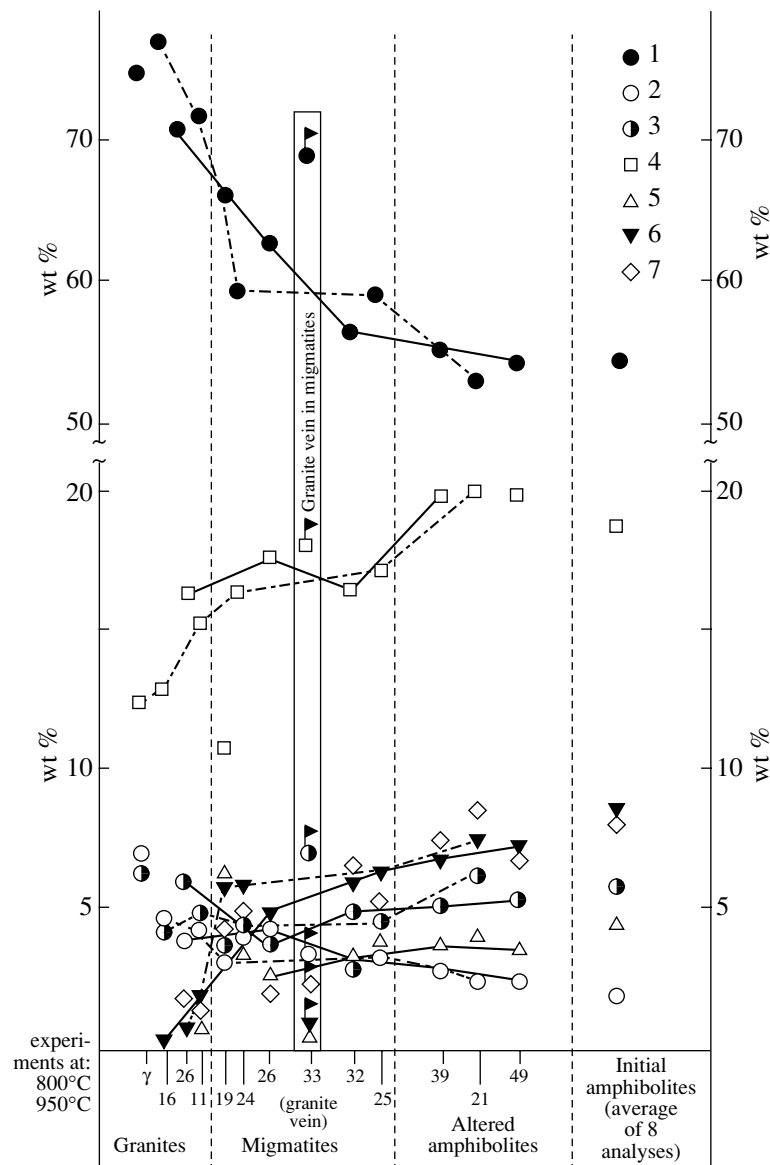 1
2
3
4
5
6
7
70
60
50
20
10
5
wt %
wt %
~
~
70
60
50
20
10
5
wt %
wt %
~
~
Granite vein in migmatites
experi-
ments at:
800°C
950°C
γ 26 26 33 32 39 49
16 11 19 24 (granite vein) 25 21
Granites
Migmatites
Altered
amphibolites
Initial
amphibolites
(average
of 8
analyses)